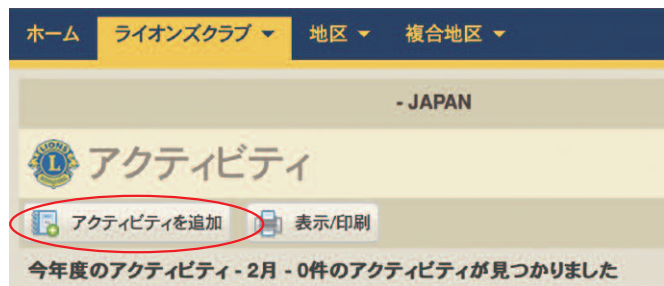 ホーム ライオンズクラブ 地区 複合地区
- JAPAN
LIONS
L
アクティビティ
アクティビティを追加 表示/印刷
今年度のアクティビティ - 2月 - 0件のアクティビティが見つかりました